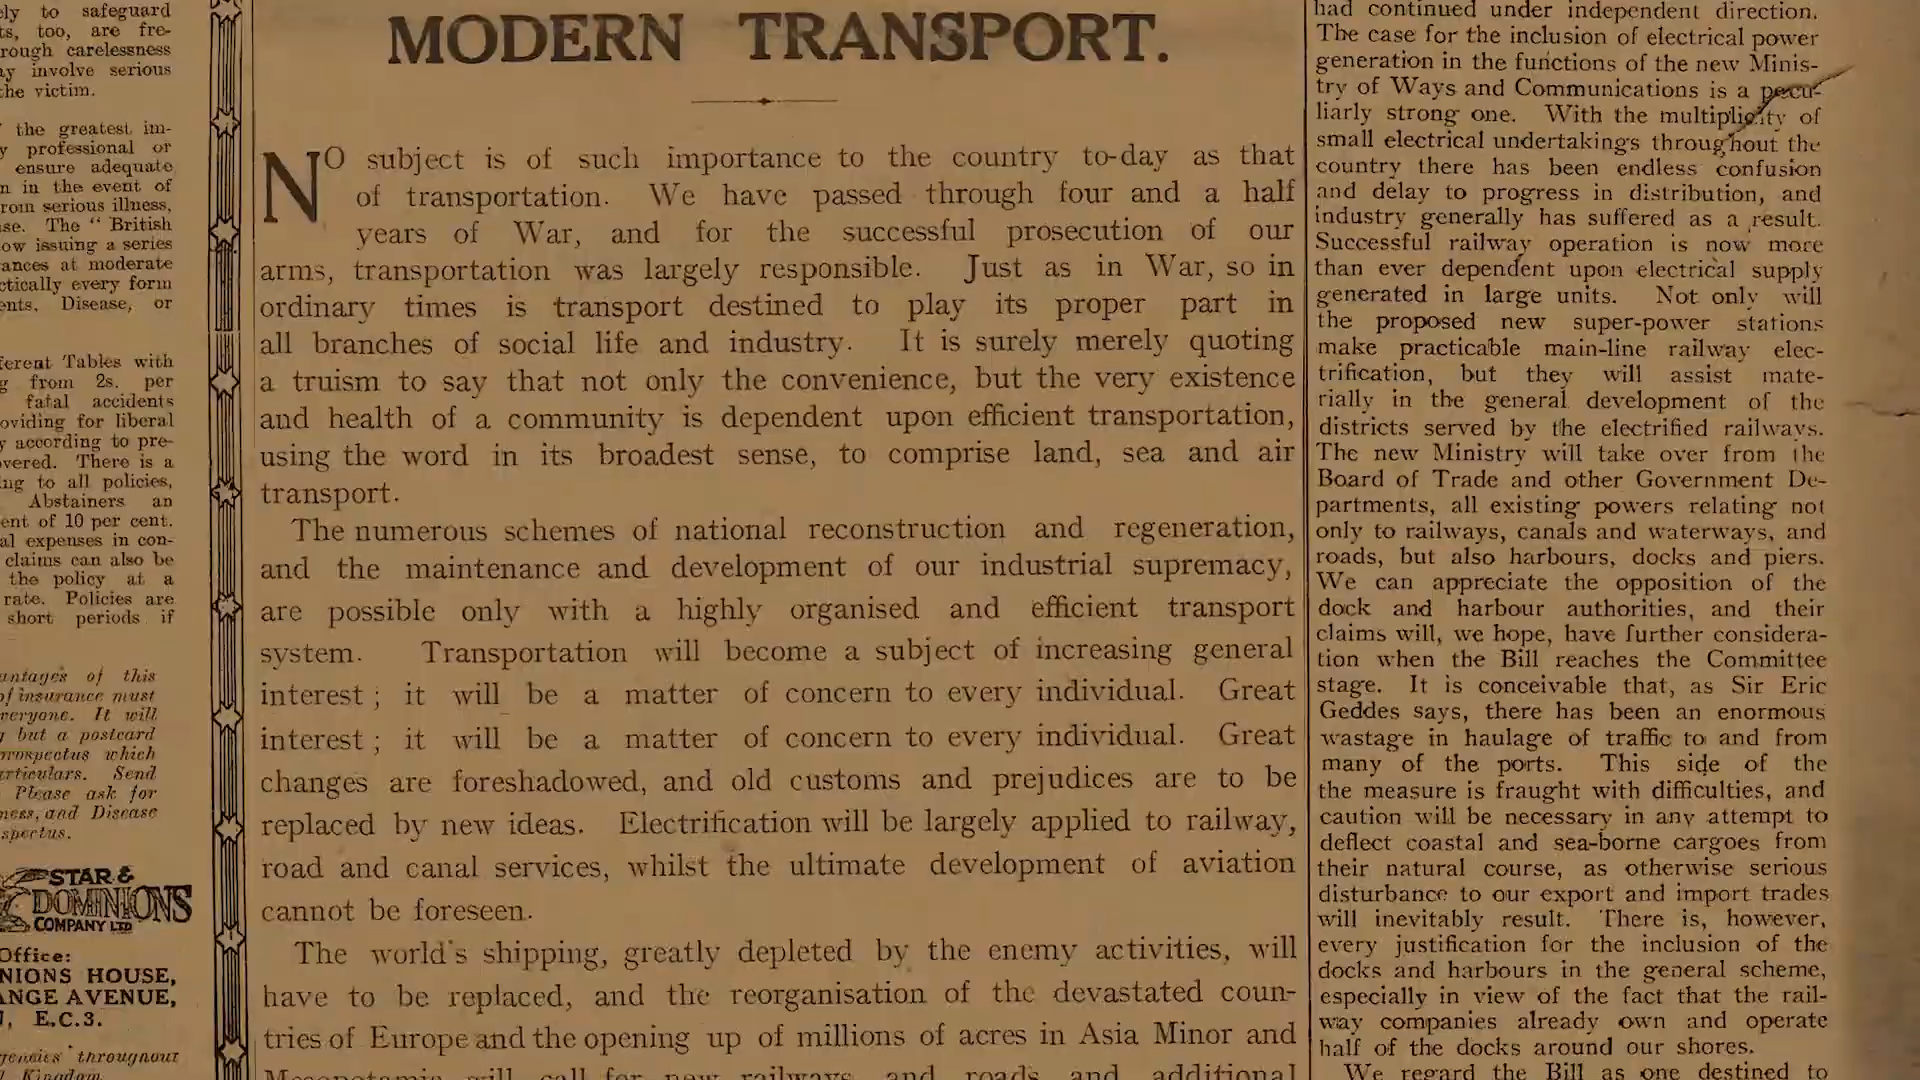 ely to safeguard
ts, too, are fre-
rough carelessness
ay involve serious
the victim.
the greatest im-
y professional or
ensure adequate
n in the event of
rom serious illness,
se. The “ British
ow issuing a series
ances at moderate
ctically every form
ents, Disease, or
ferent Tables with
g from 2s. per
fatal accidents
oviding for liberal
y according to pre-
overed. There is a
ing to all policies,
Abstainers an
ent of 10 per cent.
al expenses in con-
claims can also be
the policy at a
rate. Policies are
short periods if
antages of this
of insurance must
veryone. It will
y but a postcard
prospectus which
articulars. Send
Please ask for
ness, and Disease
spectus.
STAR &
DOMINIONS
COMPANY LTD
Office:
NIONS HOUSE,
ANGE AVENUE,
N, E.C.3.
gencies throughout
Kingdom
MODERN TRANSPORT.
NO subject is of such importance to the country to-day as that
of transportation. We have passed through four and a half
years of War, and for the successful prosecution of our
arms, transportation was largely responsible. Just as in War, so in
ordinary times is transport destined to play its proper part in
all branches of social life and industry. It is surely merely quoting
a truism to say that not only the convenience, but the very existence
and health of a community is dependent upon efficient transportation,
using the word in its broadest sense, to comprise land, sea and air
transport.
The numerous schemes of national reconstruction and regeneration,
and the maintenance and development of our industrial supremacy,
are possible only with a highly organised and efficient transport
system. Transportation will become a subject of increasing general
interest ; it will be a matter of concern to every individual. Great
interest ; it will be a matter of concern to every individual. Great
changes are foreshadowed, and old customs and prejudices are to be
replaced by new ideas. Electrification will be largely applied to railway,
road and canal services, whilst the ultimate development of aviation
cannot be foreseen.
The world's shipping, greatly depleted by the enemy activities, will
have to be replaced, and the reorganisation of the devastated coun-
tries of Europe and the opening up of millions of acres in Asia Minor and
Mesopotamia will call for new railways and roads and additional
had continued under independent direction.
The case for the inclusion of electrical power
generation in the functions of the new Minis-
try of Ways and Communications is a pecu-
liarly strong one. With the multiplicity of
small electrical undertakings throughout the
country there has been endless confusion
and delay to progress in distribution, and
industry generally has suffered as a result.
Successful railway operation is now more
than ever dependent upon electrical supply
generated in large units. Not only will
the proposed new super-power stations
make practicable main-line railway elec-
trification, but they will assist mate-
rially in the general development of the
districts served by the electrified railways.
The new Ministry will take over from the
Board of Trade and other Government De-
partments, all existing powers relating not
only to railways, canals and waterways, and
roads, but also harbours, docks and piers.
We can appreciate the opposition of the
dock and harbour authorities, and their
claims will, we hope, have further considera-
tion when the Bill reaches the Committee
stage. It is conceivable that, as Sir Eric
Geddes says, there has been an enormous
wastage in haulage of traffic to and from
many of the ports. This side of the
the measure is fraught with difficulties, and
caution will be necessary in any attempt to
deflect coastal and sea-borne cargoes from
their natural course, as otherwise serious
disturbance to our export and import trades
will inevitably result. There is, however,
every justification for the inclusion of the
docks and harbours in the general scheme,
especially in view of the fact that the rail-
way companies already own and operate
half of the docks around our shores.
We regard the Bill as one destined to